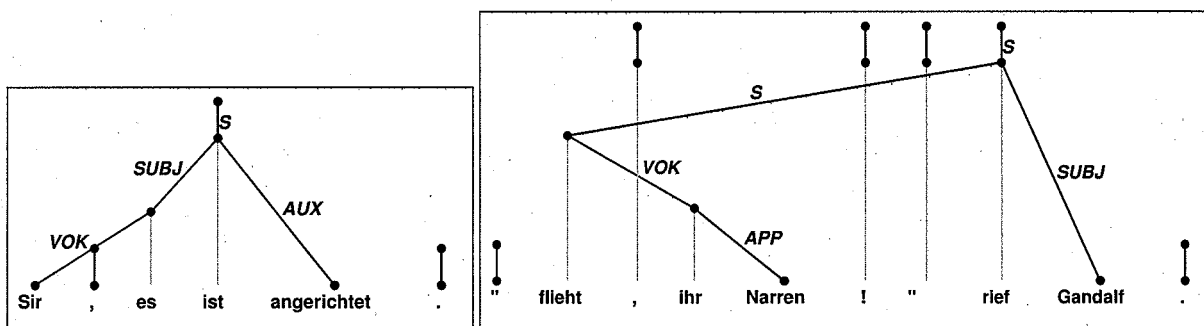 S
SUBJ
AUX
VOK
Sir , es ist angerichtet .
S
S
VOK
SUBJ
APP
" flieht , ihr Narren ! " rief Gandalf .